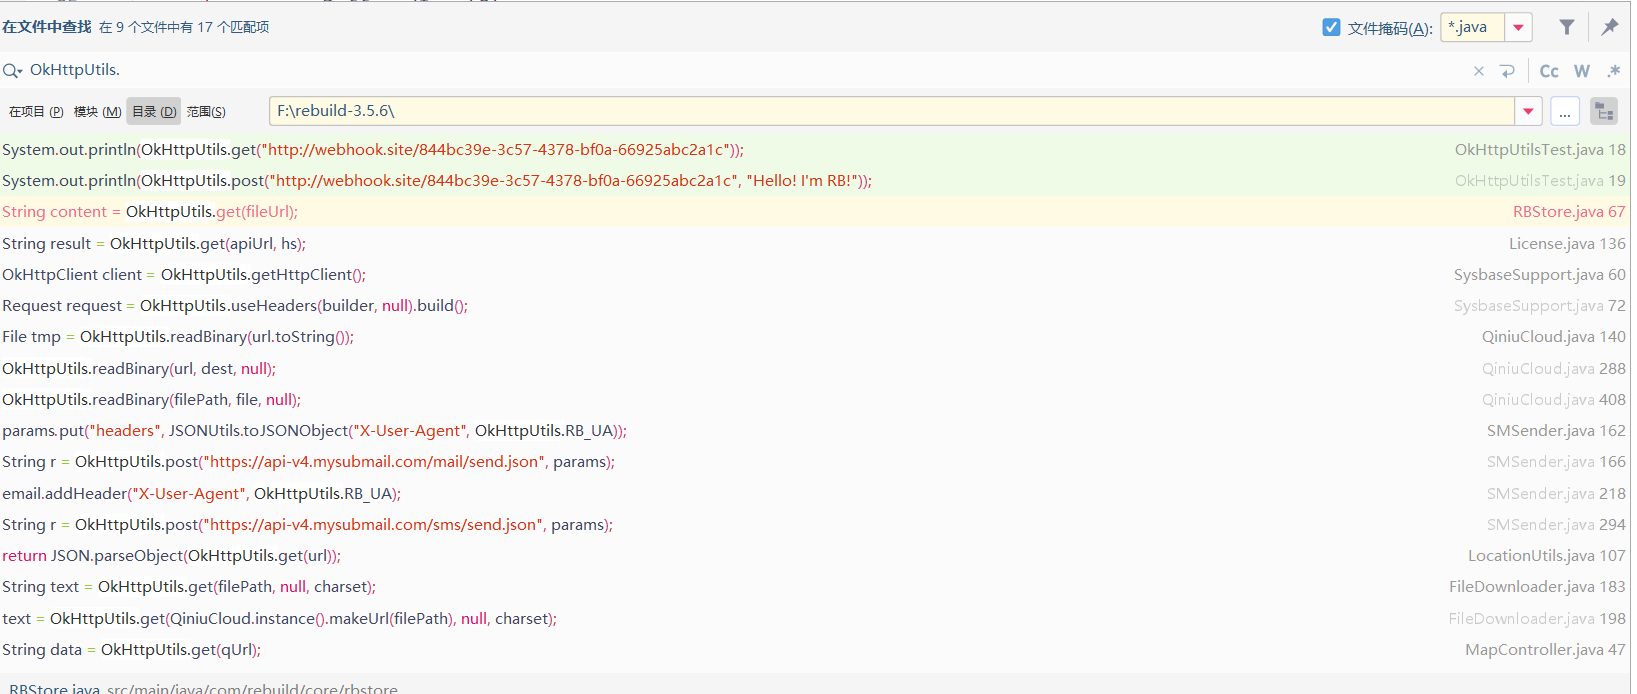 在文件中查找 在 9 个文件中有 17 个匹配项 文件掩码(A): *.java
OkHttpUtils. Cc W .*
在项目 (P) 模块 (M) 目录 (D) 范围(S) F:\rebuild-3.5.6\ ...
System.out.println(OkHttpUtils.get("http://webhook.site/844bc39e-3c57-4378-bf0a-66925abc2a1c")); OkHttpUtilsTest.java 18
System.out.println(OkHttpUtils.post("http://webhook.site/844bc39e-3c57-4378-bf0a-66925abc2a1c", "Hello! I'm RB!")); OkHttpUtilsTest.java 19
String content = OkHttpUtils.get(fileUrl); RBStore.java 67
String result = OkHttpUtils.get(apiUrl, hs); License.java 136
OkHttpClient client = OkHttpUtils.getHttpClient(); SysbaseSupport.java 60
Request request = OkHttpUtils.useHeaders(builder, null).build(); SysbaseSupport.java 72
File tmp = OkHttpUtils.readBinary(url.toString()); QiniuCloud.java 140
OkHttpUtils.readBinary(url, dest, null); QiniuCloud.java 288
OkHttpUtils.readBinary(filePath, file, null); QiniuCloud.java 408
params.put("headers", JSONUtils.toJSONObject("X-User-Agent", OkHttpUtils.RB_UA)); SMSender.java 162
String r = OkHttpUtils.post("https://api-v4.mysubmail.com/mail/send.json", params); SMSender.java 166
email.addHeader("X-User-Agent", OkHttpUtils.RB_UA); SMSender.java 218
String r = OkHttpUtils.post("https://api-v4.mysubmail.com/sms/send.json", params); SMSender.java 294
return JSON.parseObject(OkHttpUtils.get(url)); LocationUtils.java 107
String text = OkHttpUtils.get(filePath, null, charset); FileDownloader.java 183
text = OkHttpUtils.get(QiniuCloud.instance().makeUrl(filePath), null, charset); FileDownloader.java 198
String data = OkHttpUtils.get(qUrl); MapController.java 47
RBStore.java src/main/java/com/rebuild/core/rbstore